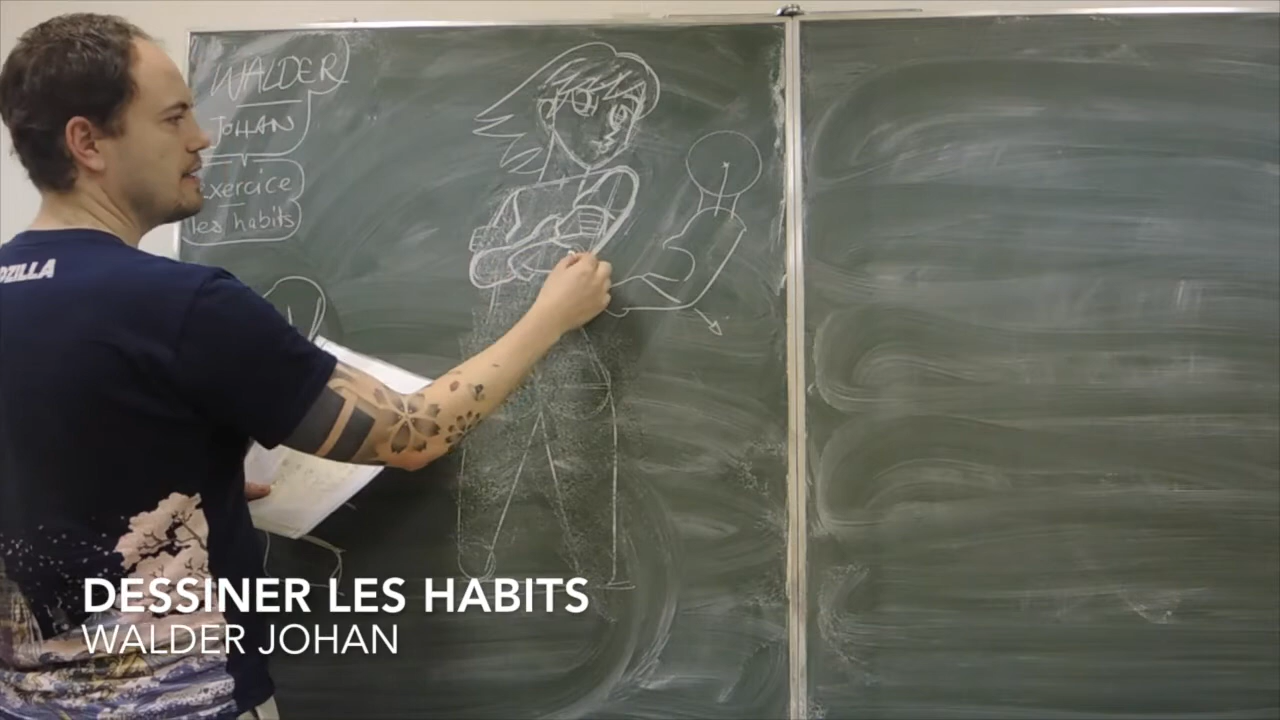 WALDER
JOHAN
exercice
les habits
ZILLA
DESSINER LES HABITS
WALDER JOHAN